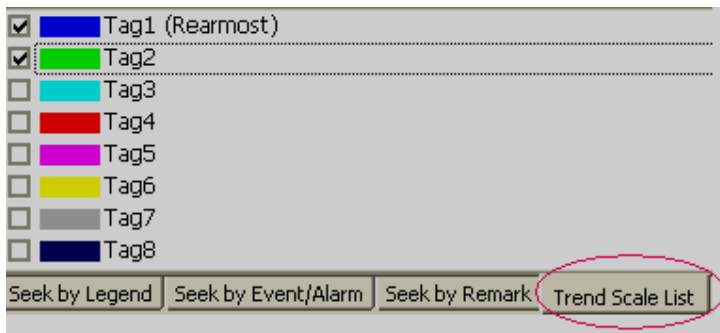 Tag1 (Rearmost)
Tag2
Tag3
Tag4
Tag5
Tag6
Tag7
Tag8
Seek by Legend Seek by Event/Alarm Seek by Remark Trend Scale List